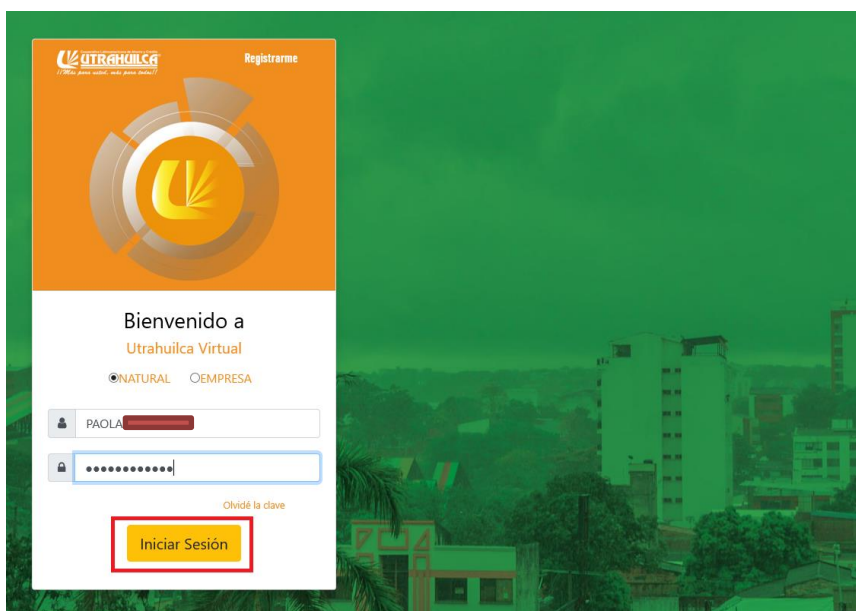 UTRAHUILCA
Registrarme
Bienvenido a
Utrahuilca Virtual
NATURAL EMPRESA
PAOLA
●●●●●●●●●●●●
Olvidé la clave
Iniciar Sesión